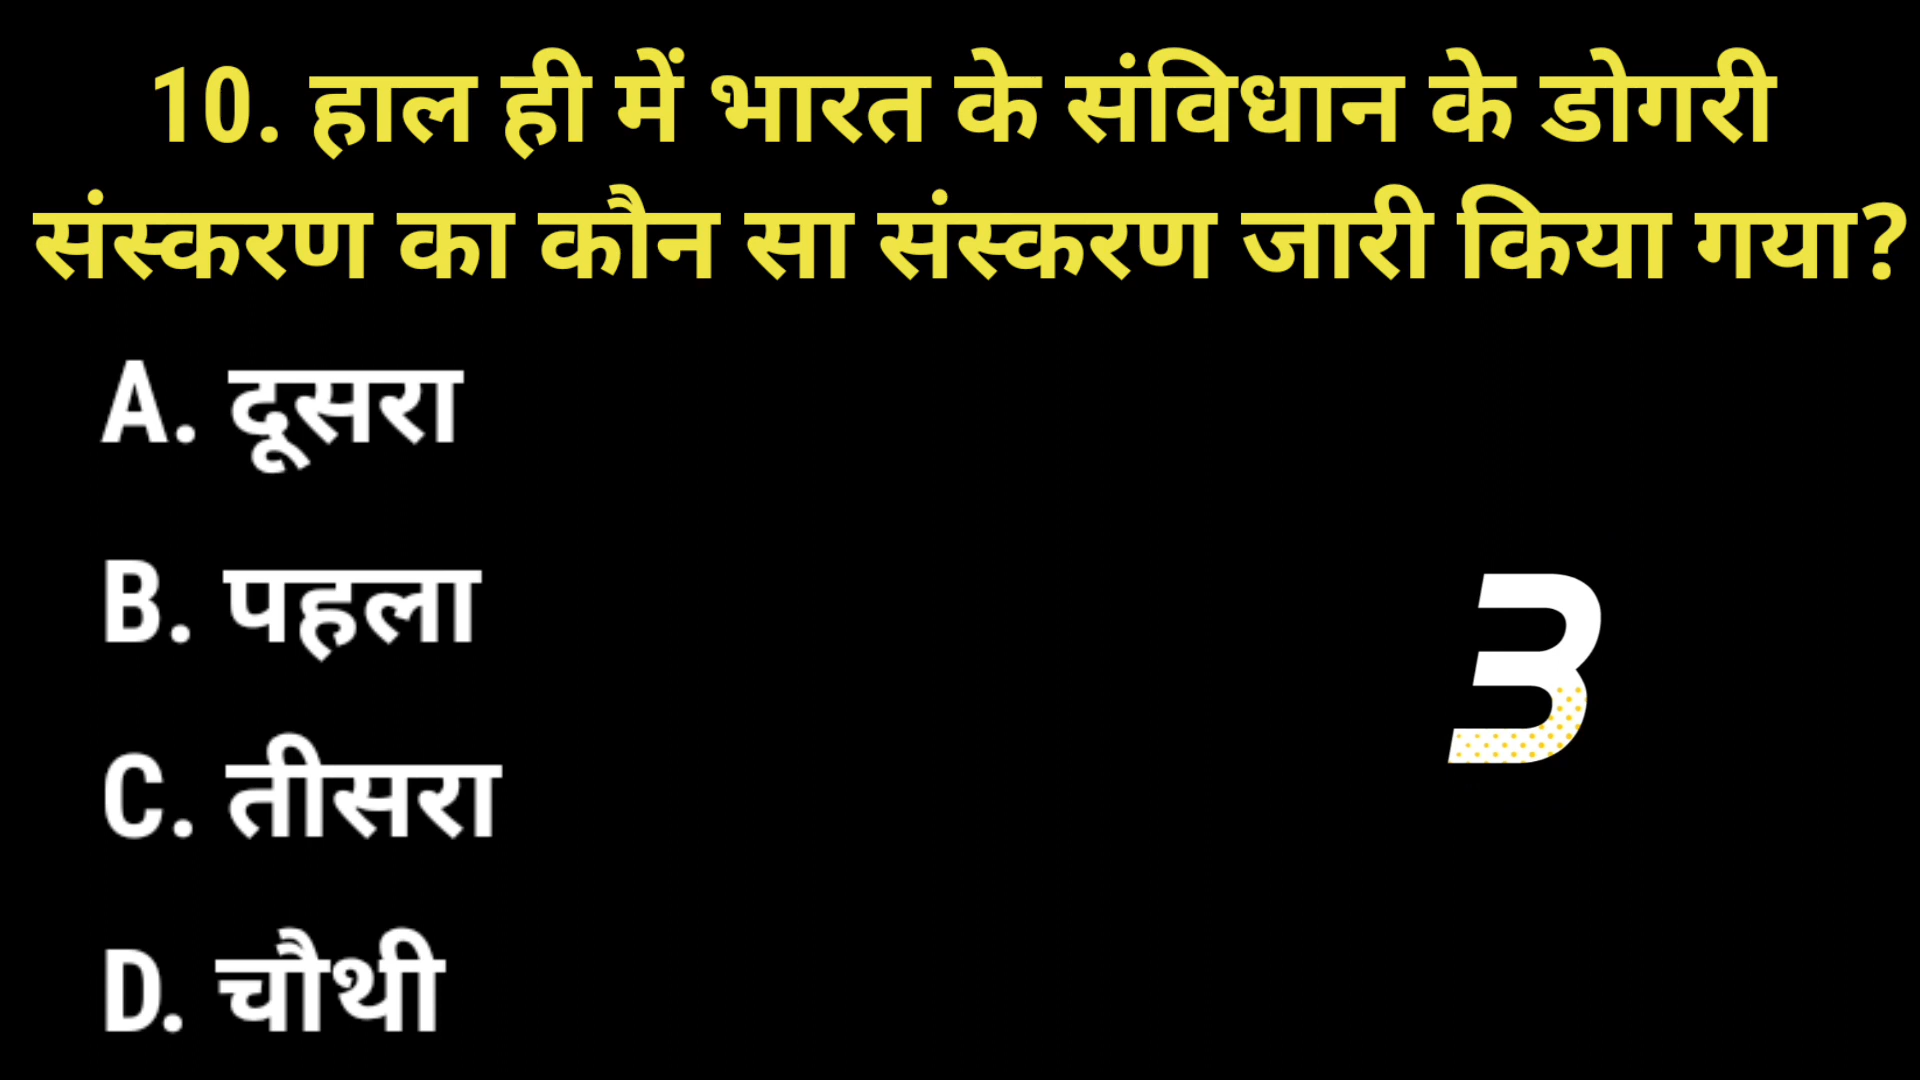 10. हाल ही में भारत के संविधान के डोगरी
संस्करण का कौन सा संस्करण जारी किया गया?
A. दूसरा
B. पहला
3
C. तीसरा
D. चौथी